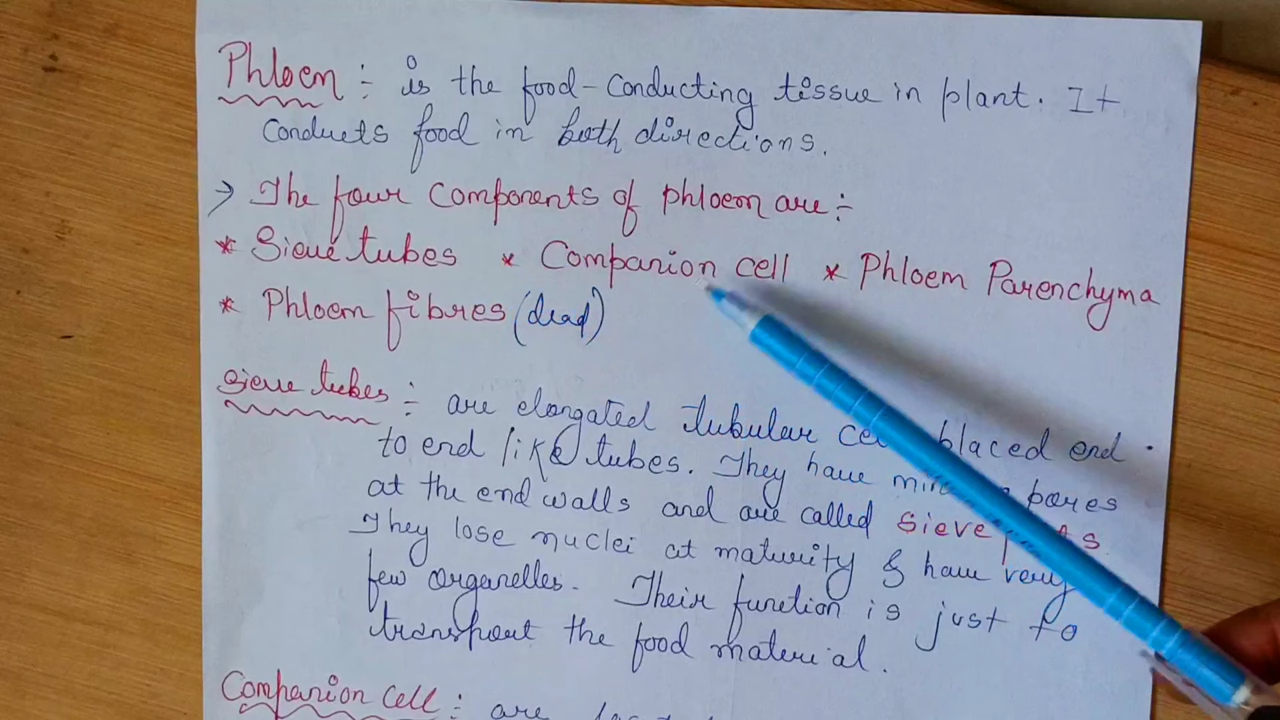 Phloem :- is the food-conducting tissue in plant. It
conducts food in both directions.
> The four components of phloem are :-
* Sieve tubes * Companion cell * Phloem Parenchyma
* Phloem fibres (dead)
Sieve tubes :- are elongated tubular placed end
to end like tubes. They have pores
at the end walls and are called sieve
They lose nuclei at maturity & have very
few organelles. Their function is just to
transport the food material.
Companion cell : are